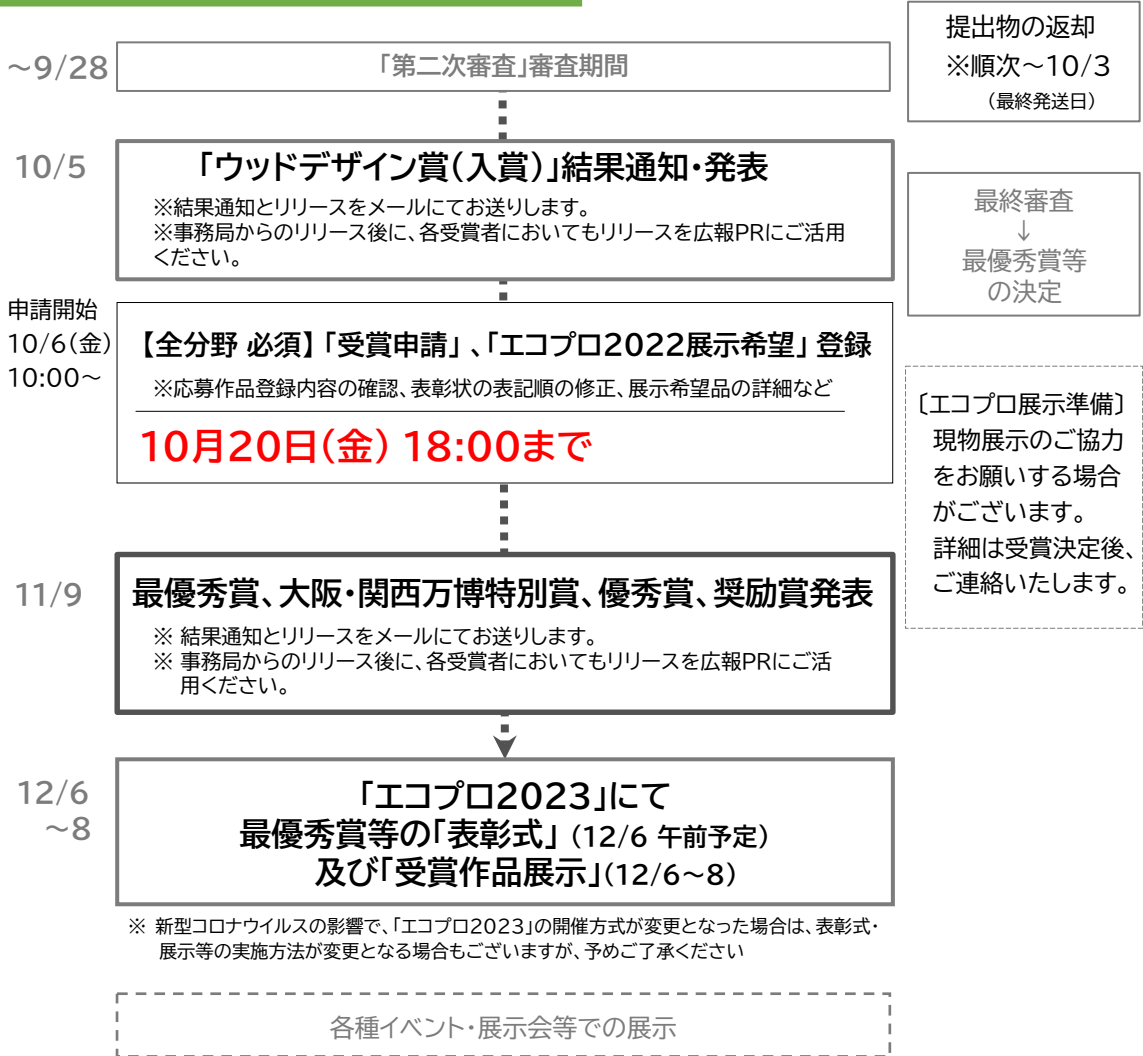 ～9/28
「第二次審査」審査期間
提出物の返却
※順次～10/3
（最終発送日）
10/5
「ウッドデザイン賞（入賞）」結果通知・発表
※結果通知とリリースをメールにてお送りします。
※事務局からのリリース後に、各受賞者においてもリリースを広報PRにご活用
ください。
最終審査
↓
最優秀賞等
の決定
申請開始
10/6（金）
10:00～
【全分野 必須】「受賞申請」、「エコプロ2022展示希望」 登録
※応募作品登録内容の確認、表彰状の表記順の修正、展示希望品の詳細など
10月20日（金） 18:00まで
〔エコプロ展示準備〕
現物展示のご協力
をお願いする場合
がございます。
詳細は受賞決定後、
ご連絡いたします。
11/9
最優秀賞、大阪・関西万博特別賞、優秀賞、奨励賞発表
※ 結果通知とリリースをメールにてお送りします。
※ 事務局からのリリース後に、各受賞者においてもリリースを広報PRにご活
用ください。
12/6
～8
「エコプロ2023」にて
最優秀賞等の「表彰式」 （12/6 午前予定）
及び「受賞作品展示」（12/6～8）
※ 新型コロナウイルスの影響で、「エコプロ2023」の開催方式が変更となった場合は、表彰式・
展示等の実施方法が変更となる場合もございますが、予めご了承ください
各種イベント・展示会等での展示